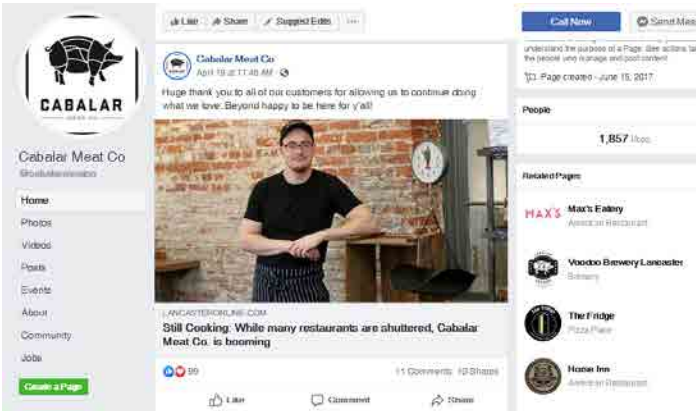 CABALAR
MEAT CO.
Cabalar Meat Co
Home
Photos
Videos
Posts
Events
About
Community
Jobs
Create a Page
Like
Share
Suggest Edits
...
Cabalar Meat Co
April 19 at 11:46 AM
Huge thank you to all of our customers for allowing us to continue doing
what we love. Beyond happy to be here for y'all!
LANCASTERONLINE.COM
Still Cooking: While many restaurants are shuttered, Cabalar
Meat Co. is booming
99
11 Comments
Shares
Like
Comment
Share
Call Now
Send Mes
understand the purpose of a Page. See actions ta
the people who manage and post content.
Page created - June 15, 2017
People
1,857 likes
Related Pages
MAX'S
Max's Eatery
American Restaurant
Voodoo Brewery Lancaster
Brewery
The Fridge
Pizza Place
Horse Inn
American Restaurant